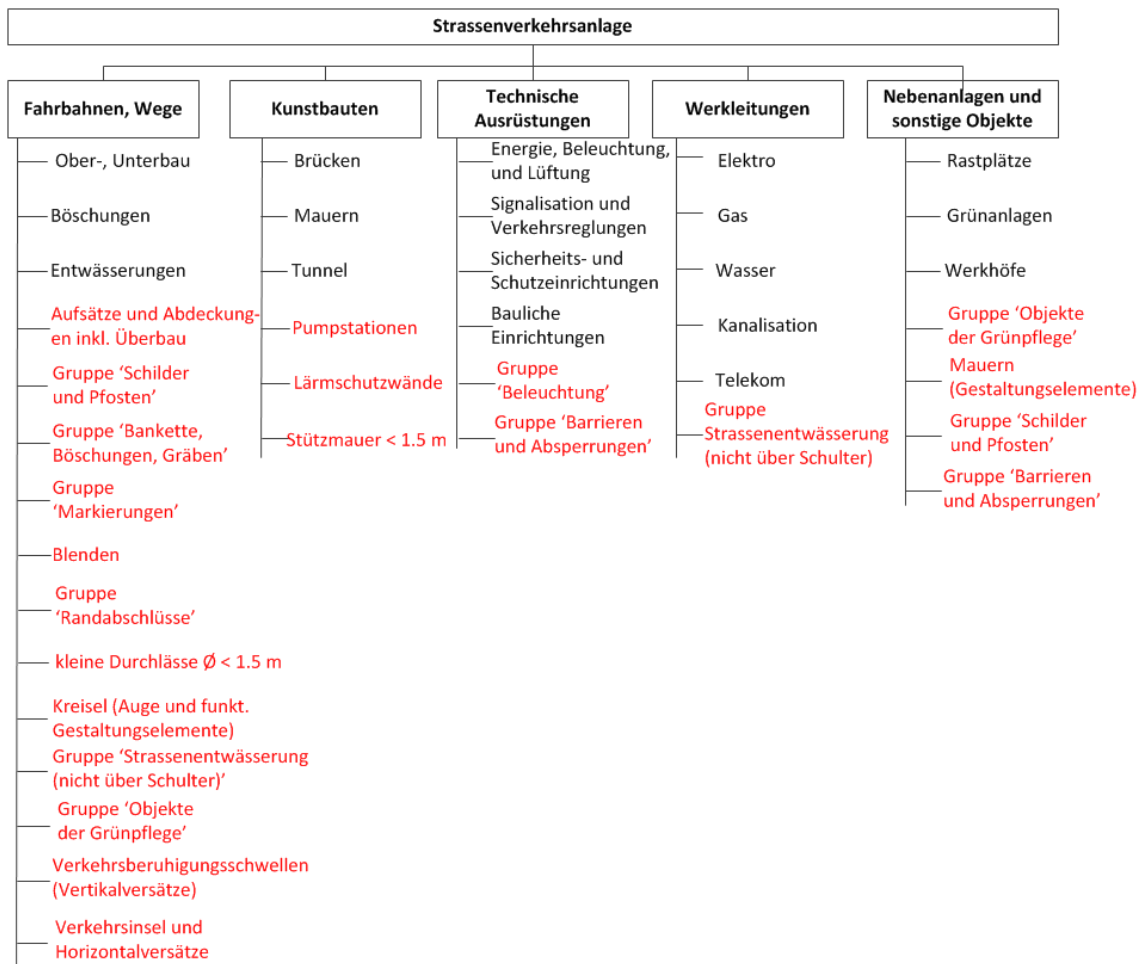 Strassenverkehrsanlage
Fahrbahnen, Wege
Ober-, Unterbau
Böschungen
Entwässerungen
Aufsätze und Abdeckung-
en inkl. Überbau
Gruppe ‘Schilder
und Pfosten’
Gruppe ‘Bankette,
Böschungen, Gräben’
Gruppe
‘Markierungen’
Blenden
Gruppe
‘Randabschlüsse’
kleine Durchlässe Ø < 1.5 m
Kreisel (Auge und funkt.
Gestaltungselemente)
Gruppe ‘Strassenentwässerung
(nicht über Schulter)’
Gruppe ‘Objekte
der Grünpflege’
Verkehrsberuhigungsschwellen
(Vertikalversätze)
Verkehrsinsel und
Horizontalversätze
Kunstbauten
Brücken
Mauern
Tunnel
Pumpstationen
Lärmschutzwände
Stützmauer < 1.5 m
Technische
Ausrüstungen
Energie, Beleuchtung,
und Lüftung
Signalisation und
Verkehrsreglungen
Sicherheits- und
Schutzeinrichtungen
Bauliche
Einrichtungen
Gruppe
‘Beleuchtung’
Gruppe ‘Barrieren
und Absperrungen’
Werkleitungen
Elektro
Gas
Wasser
Kanalisation
Telekom
Gruppe
Strassenentwässerung
(nicht über Schulter)
Nebenanlagen und
sonstige Objekte
Rastplätze
Grünanlagen
Werkhöfe
Gruppe ‘Objekte
der Grünpflege’
Mauern
(Gestaltungselemente)
Gruppe ‘Schilder
und Pfosten’
Gruppe ‘Barrieren
und Absperrungen’